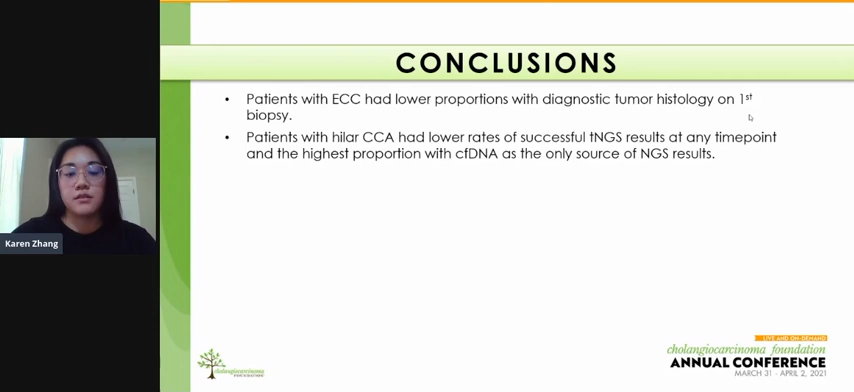 CONCLUSIONS
• Patients with ECC had lower proportions with diagnostic tumor histology on 1st
biopsy.
• Patients with hilar CCA had lower rates of successful tNGS results at any timepoint
and the highest proportion with cfDNA as the only source of NGS results.
Karen Zhang
cholangiocarcinoma
FOUNDATION
LIVE AND ON-DEMAND
cholangiocarcinoma foundation
ANNUAL CONFERENCE
MARCH 31 - APRIL 2, 2021